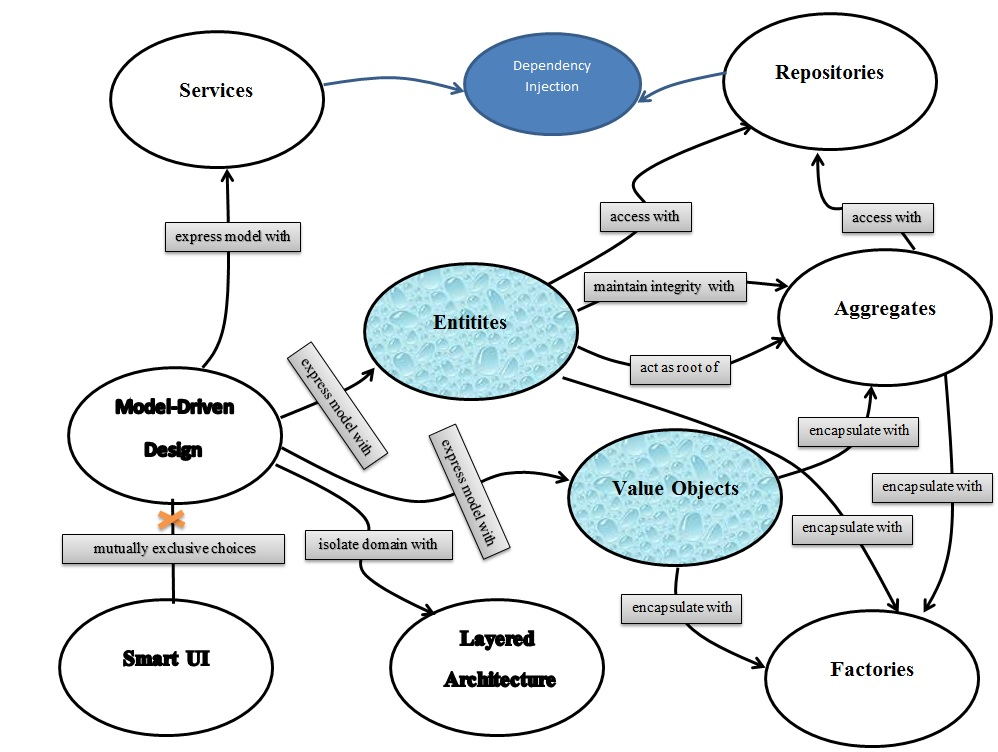 Services
Dependency
Injection
Repositories
access with
access with
express model with
maintain integrity  with
Entitites
Aggregates
act as root of
express model with
Model-Driven
Design
encapsulate with
express model with
Value Objects
encapsulate with
encapsulate with
mutually exclusive choices
isolate domain with
encapsulate with
Smart UI
Layered
Architecture
Factories